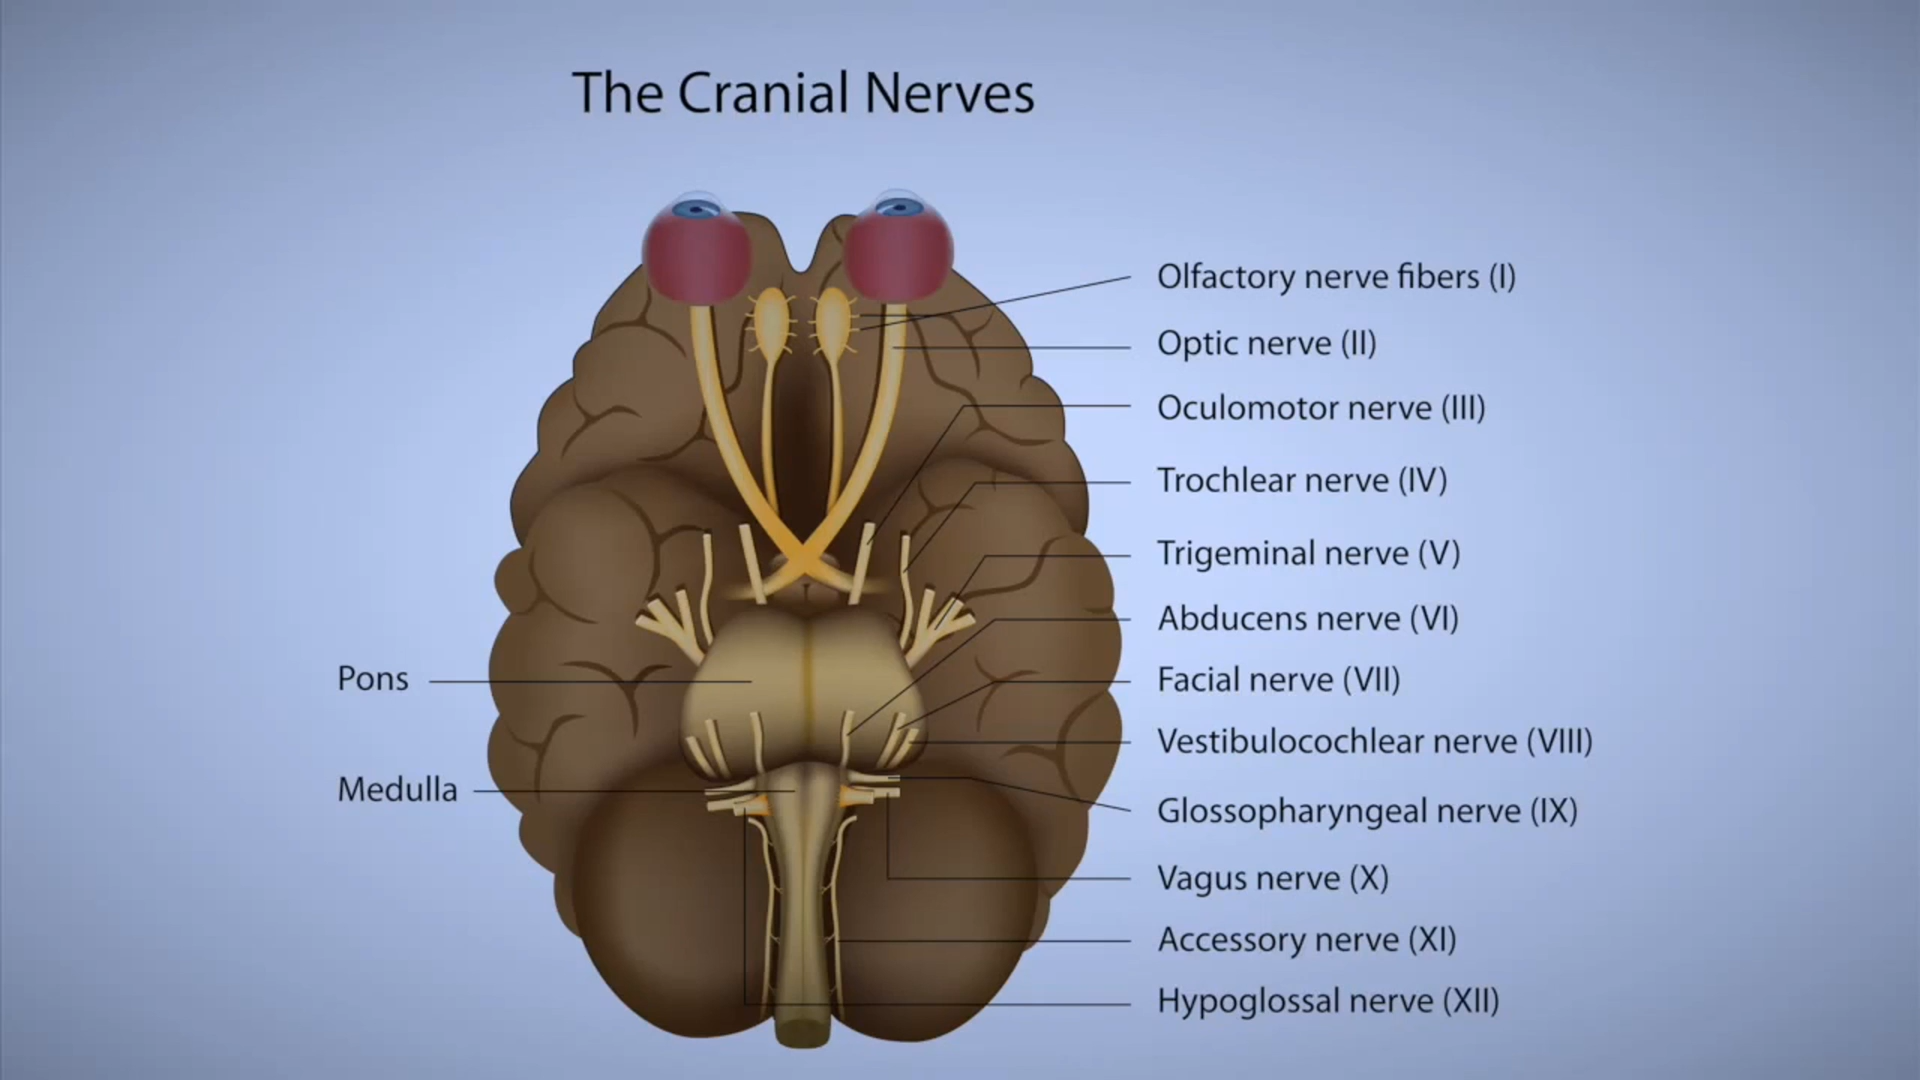 The Cranial Nerves
Olfactory nerve fibers (I)
Optic nerve (II)
Oculomotor nerve (III)
Trochlear nerve (IV)
Trigeminal nerve (V)
Abducens nerve (VI)
Pons
Facial nerve (VII)
Vestibulocochlear nerve (VIII)
Medulla
Glossopharyngeal nerve (IX)
Vagus nerve (X)
Accessory nerve (XI)
Hypoglossal nerve (XII)